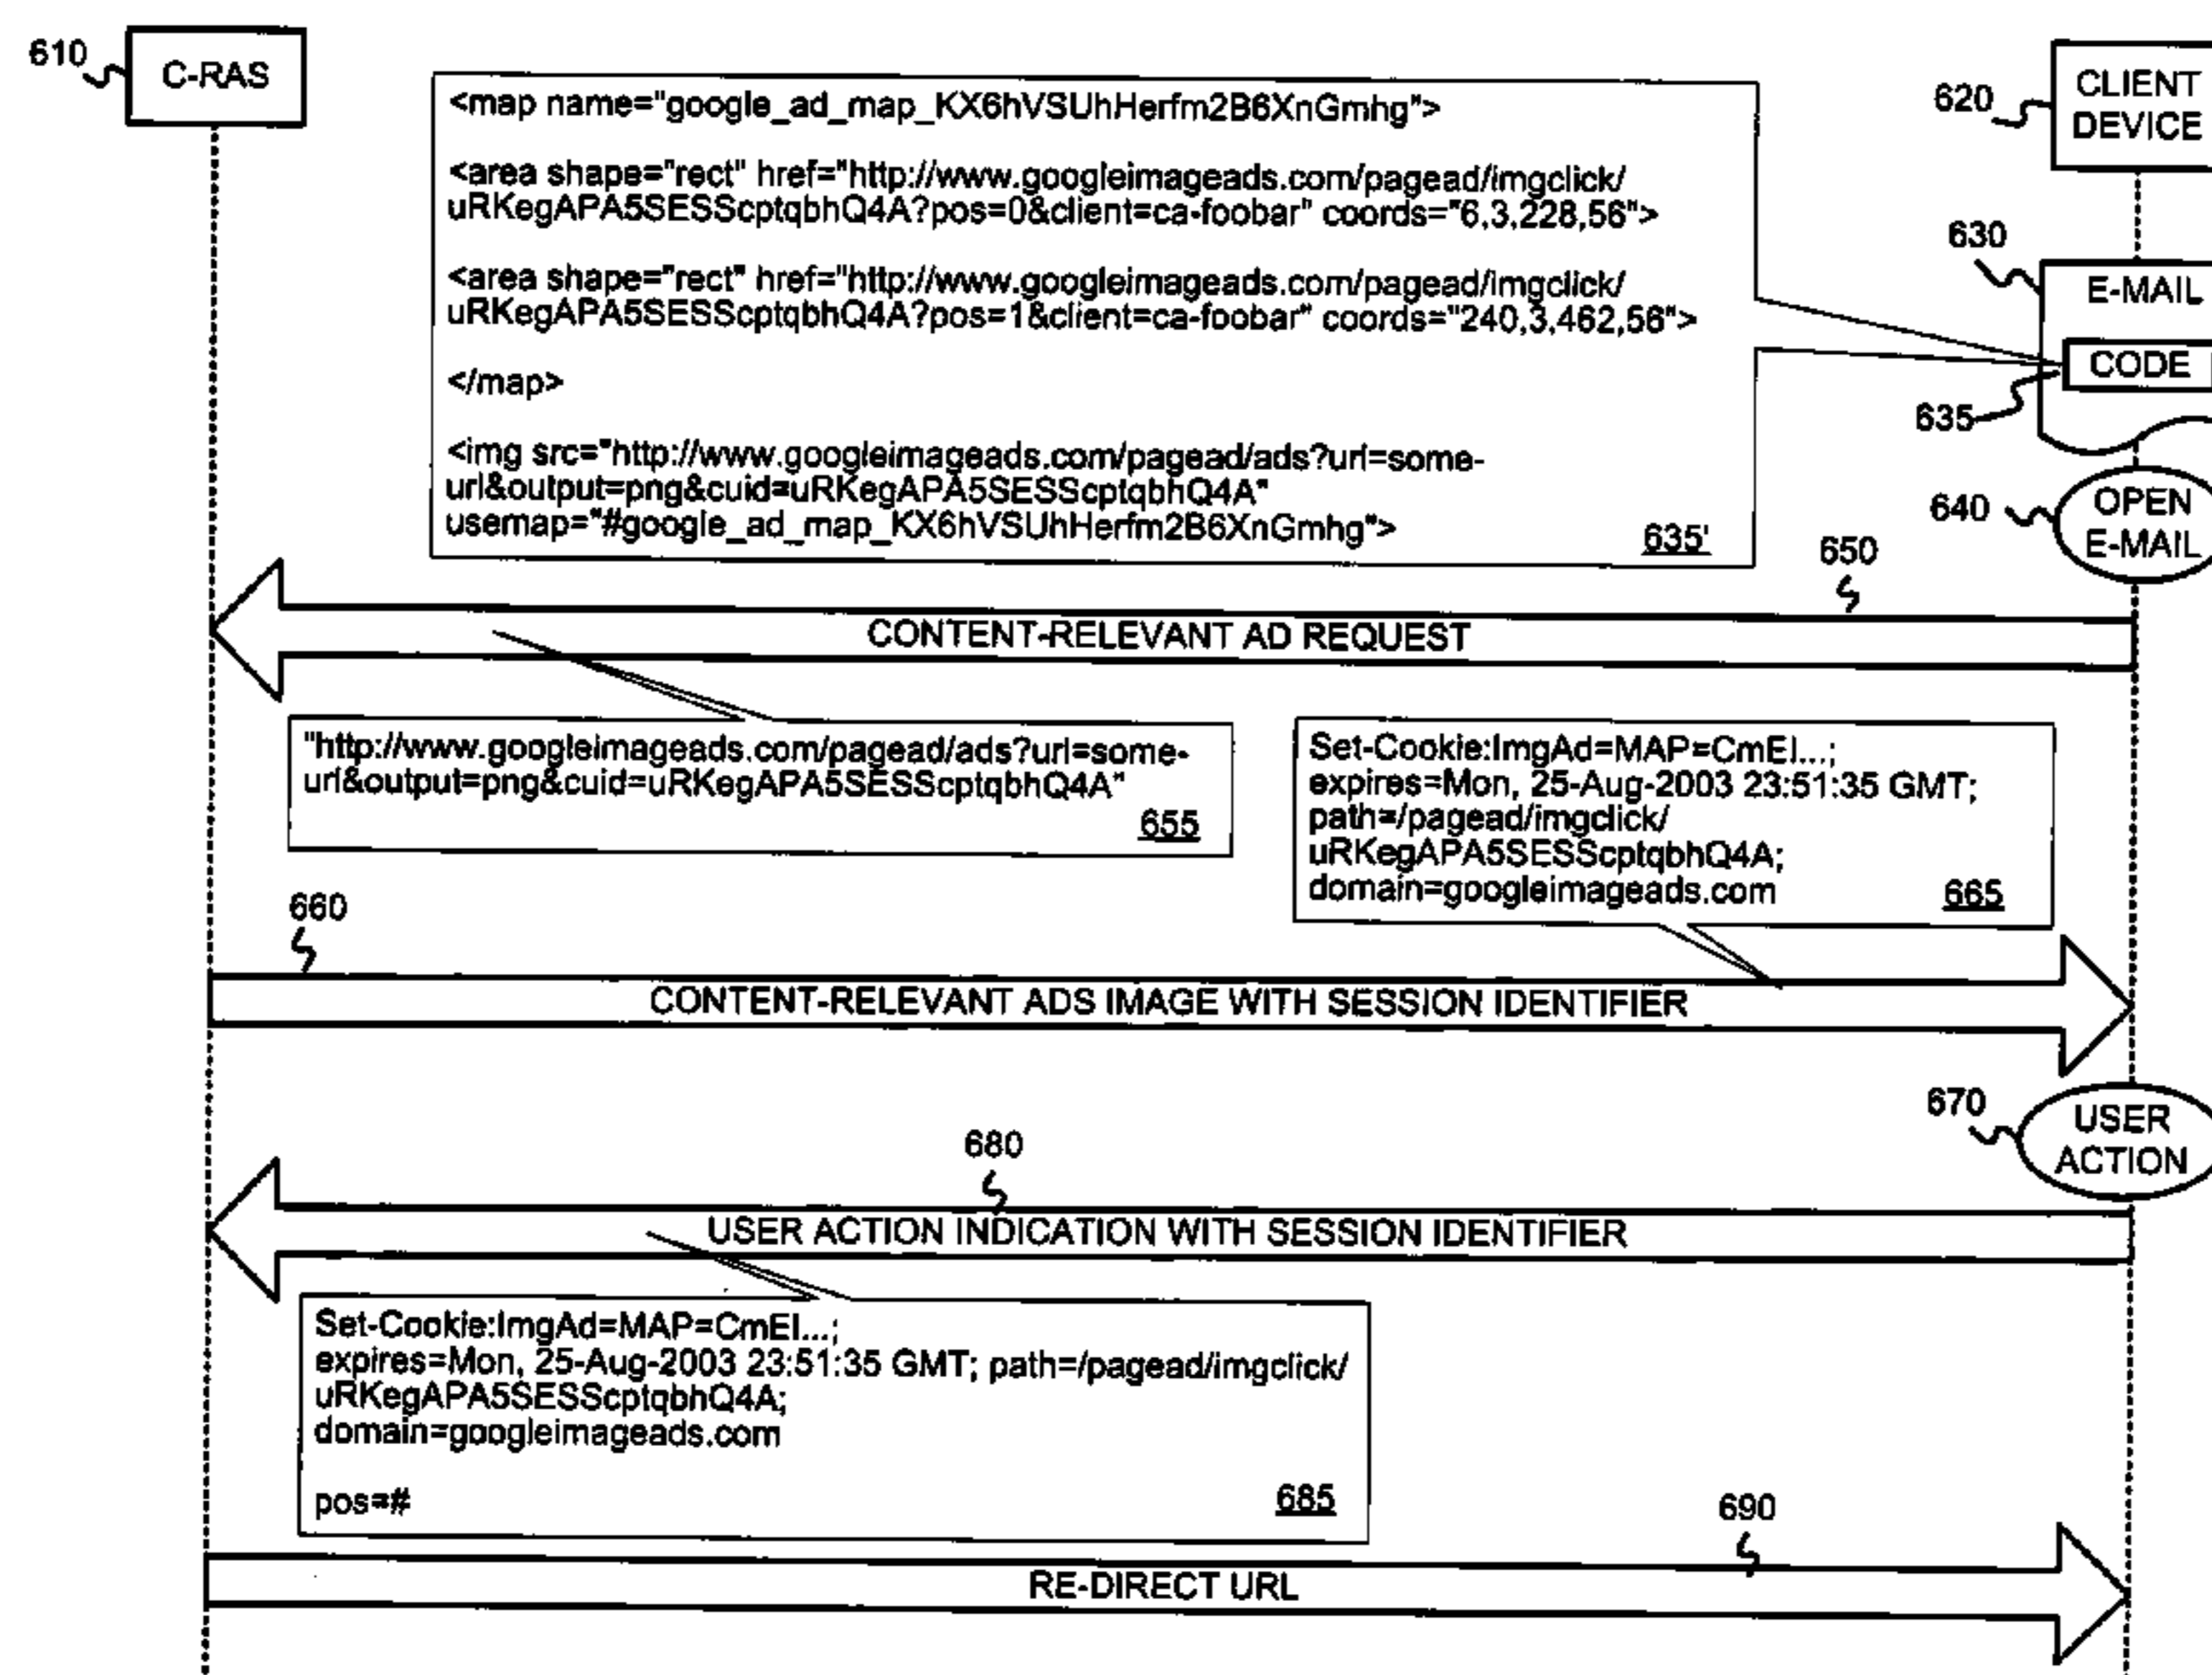 610
C-RAS
620
CLIENT
DEVICE
<map name="google_ad_map_KX6hVSUhHerfm2B6XnGmhg">
<area shape="rect" href="http://www.googleimageads.com/pagead/imgclick/
uRKegAPA5SESScptqbhQ4A?pos=0&client=ca-foobar" coords="6,3,228,56">
<area shape="rect" href="http://www.googleimageads.com/pagead/imgclick/
uRKegAPA5SESScptqbhQ4A?pos=1&client=ca-foobar" coords="240,3,462,56">
</map>
<img src="http://www.googleimageads.com/pagead/ads?url=some-
url&output=png&cuid=uRKegAPA5SESScptqbhQ4A"
usemap="#google_ad_map_KX6hVSUhHerfm2B6XnGmhg">
635'
630
E-MAIL
CODE
635
640
OPEN
E-MAIL
650
CONTENT-RELEVANT AD REQUEST
"http://www.googleimageads.com/pagead/ads?url=some-
url&output=png&cuid=uRKegAPA5SESScptqbhQ4A"
655
Set-Cookie:ImgAd=MAP=CmEI...;
expires=Mon, 25-Aug-2003 23:51:35 GMT;
path=/pagead/imgclick/
uRKegAPA5SESScptqbhQ4A;
domain=googleimageads.com
665
660
CONTENT-RELEVANT ADS IMAGE WITH SESSION IDENTIFIER
670
USER
ACTION
680
USER ACTION INDICATION WITH SESSION IDENTIFIER
Set-Cookie:ImgAd=MAP=CmEI...;
expires=Mon, 25-Aug-2003 23:51:35 GMT; path=/pagead/imgclick/
uRKegAPA5SESScptqbhQ4A;
domain=googleimageads.com
pos=#
685
690
RE-DIRECT URL